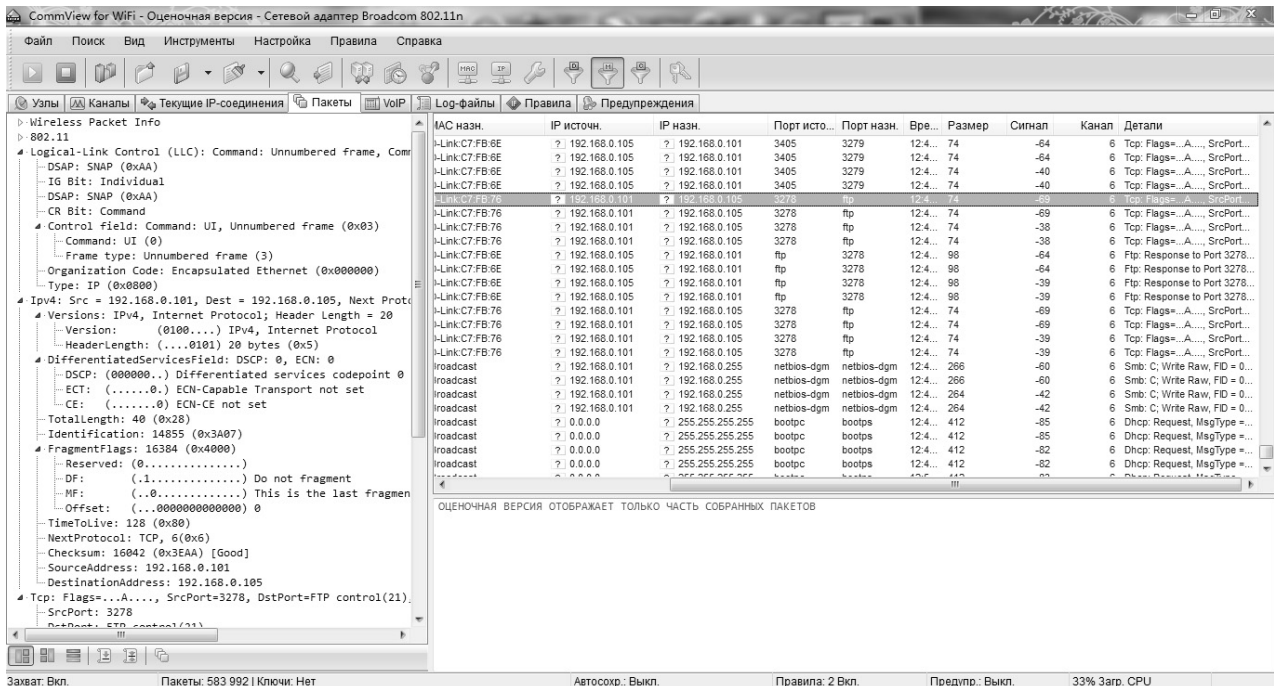 CommView for WiFi - Оценочная версия - Сетевой адаптер Broadcom 802.11n
Файл Поиск Вид Инструменты Настройка Правила Справка
MAC IP
Узлы Каналы Текущие IP-соединения Пакеты VoIP Log-файлы Правила Предупреждения
Wireless Packet Info
802.11
Logical-Link Control (LLC): Command: Unnumbered frame, Comm
DSAP: SNAP (0xAA)
IG Bit: Individual
DSAP: SNAP (0xAA)
CR Bit: Command
Control field: Command: UI, Unnumbered frame (0x03)
Command: UI (0)
Frame type: Unnumbered frame (3)
Organization Code: Encapsulated Ethernet (0x000000)
Type: IP (0x0800)
Ipv4: Src = 192.168.0.101, Dest = 192.168.0.105, Next Proto
Versions: IPv4, Internet Protocol; Header Length = 20
Version: (0100....) IPv4, Internet Protocol
HeaderLength: (....0101) 20 bytes (0x5)
DifferentiatedServicesField: DSCP: 0, ECN: 0
DSCP: (000000..) Differentiated services codepoint 0
ECT: (......0.) ECN-Capable Transport not set
CE: (.......0) ECN-CE not set
TotalLength: 40 (0x28)
Identification: 14855 (0x3A07)
FragmentFlags: 16384 (0x4000)
Reserved: (0...............)
DF: (.1..............) Do not fragment
MF: (..0.............) This is the last fragmen
Offset: (...0000000000000) 0
TimeToLive: 128 (0x80)
NextProtocol: TCP, 6(0x6)
Checksum: 16042 (0x3EAA) [Good]
SourceAddress: 192.168.0.101
DestinationAddress: 192.168.0.105
Tcp: Flags=...A...., SrcPort=3278, DstPort=FTP control(21),
SrcPort: 3278
DstPort: FTP control(21)
MAC назн. IP источн. IP назн. Порт исто... Порт назн. Вре... Размер Сигнал Канал Детали
-Link:C7:FB:6E ? 192.168.0.105 ? 192.168.0.101 3405 3279 12:4... 74 -64 6 Tcp: Flags=...A...., SrcPort...
-Link:C7:FB:6E ? 192.168.0.105 ? 192.168.0.101 3405 3279 12:4... 74 -64 6 Tcp: Flags=...A...., SrcPort...
-Link:C7:FB:6E ? 192.168.0.105 ? 192.168.0.101 3405 3279 12:4... 74 -40 6 Tcp: Flags=...A...., SrcPort...
-Link:C7:FB:6E ? 192.168.0.105 ? 192.168.0.101 3405 3279 12:4... 74 -40 6 Tcp: Flags=...A...., SrcPort...
-Link:C7:FB:76 ? 192.168.0.101 ? 192.168.0.105 3278 ftp 12:4... 74 -69 6 Tcp: Flags=...A...., SrcPort...
-Link:C7:FB:76 ? 192.168.0.101 ? 192.168.0.105 3278 ftp 12:4... 74 -69 6 Tcp: Flags=...A...., SrcPort...
-Link:C7:FB:76 ? 192.168.0.101 ? 192.168.0.105 3278 ftp 12:4... 74 -38 6 Tcp: Flags=...A...., SrcPort...
-Link:C7:FB:76 ? 192.168.0.101 ? 192.168.0.105 3278 ftp 12:4... 74 -38 6 Tcp: Flags=...A...., SrcPort...
-Link:C7:FB:6E ? 192.168.0.105 ? 192.168.0.101 ftp 3278 12:4... 98 -64 6 Ftp: Response to Port 3278...
-Link:C7:FB:6E ? 192.168.0.105 ? 192.168.0.101 ftp 3278 12:4... 98 -64 6 Ftp: Response to Port 3278...
-Link:C7:FB:6E ? 192.168.0.105 ? 192.168.0.101 ftp 3278 12:4... 98 -39 6 Ftp: Response to Port 3278...
-Link:C7:FB:6E ? 192.168.0.105 ? 192.168.0.101 ftp 3278 12:4... 98 -39 6 Ftp: Response to Port 3278...
-Link:C7:FB:76 ? 192.168.0.101 ? 192.168.0.105 3278 ftp 12:4... 74 -69 6 Tcp: Flags=...A...., SrcPort...
-Link:C7:FB:76 ? 192.168.0.101 ? 192.168.0.105 3278 ftp 12:4... 74 -69 6 Tcp: Flags=...A...., SrcPort...
-Link:C7:FB:76 ? 192.168.0.101 ? 192.168.0.105 3278 ftp 12:4... 74 -39 6 Tcp: Flags=...A...., SrcPort...
-Link:C7:FB:76 ? 192.168.0.101 ? 192.168.0.105 3278 ftp 12:4... 74 -39 6 Tcp: Flags=...A...., SrcPort...
roadcast ? 192.168.0.101 ? 192.168.0.255 netbios-dgm netbios-dgm 12:4... 266 -60 6 Smb: C; Write Raw, FID = 0...
roadcast ? 192.168.0.101 ? 192.168.0.255 netbios-dgm netbios-dgm 12:4... 266 -60 6 Smb: C; Write Raw, FID = 0...
roadcast ? 192.168.0.101 ? 192.168.0.255 netbios-dgm netbios-dgm 12:4... 264 -42 6 Smb: C; Write Raw, FID = 0...
roadcast ? 192.168.0.101 ? 192.168.0.255 netbios-dgm netbios-dgm 12:4... 264 -42 6 Smb: C; Write Raw, FID = 0...
roadcast ? 0.0.0.0 ? 255.255.255.255 bootpc bootps 12:4... 412 -85 6 Dhcp: Request, MsgType =...
roadcast ? 0.0.0.0 ? 255.255.255.255 bootpc bootps 12:4... 412 -85 6 Dhcp: Request, MsgType =...
roadcast ? 0.0.0.0 ? 255.255.255.255 bootpc bootps 12:4... 412 -82 6 Dhcp: Request, MsgType =...
roadcast ? 0.0.0.0 ? 255.255.255.255 bootpc bootps 12:4... 412 -82 6 Dhcp: Request, MsgType =...
ОЦЕНОЧНАЯ ВЕРСИЯ ОТОБРАЖАЕТ ТОЛЬКО ЧАСТЬ СОБРАННЫХ ПАКЕТОВ
Захват: Вкл. Пакеты: 583 992 | Ключи: Нет Автосохр.: Выкл. Правила: 2 Вкл. Предупр.: Выкл. 33% Загр. CPU